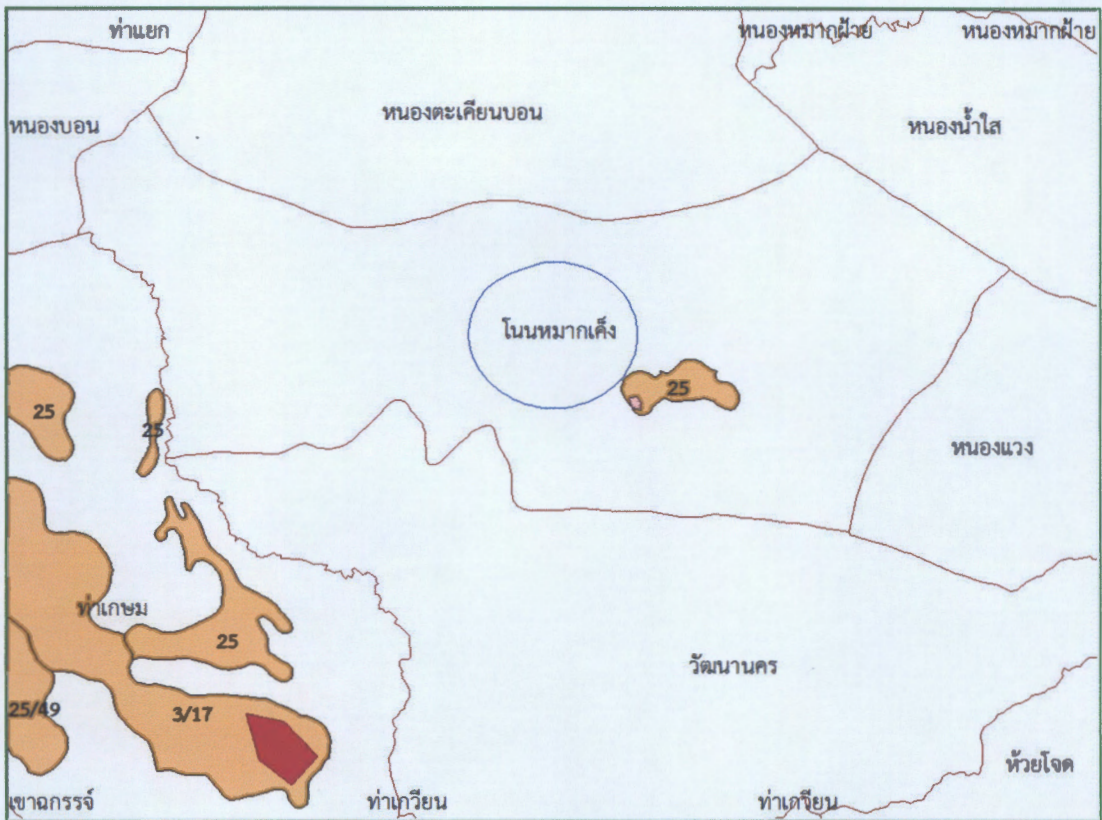 ท่าแยก
หนองหมากฝ้าย
หนองหมากฝ้าย
หนองบอน
หนองตะเคียนบอน
หนองน้ำใส
โนนหมากเค็ง
25
25
25
หนองแวง
ท่าเกษม
25
วัฒนานคร
25/49
3/17
ห้วยโจด
เขาฉกรรจ์
ท่าเกวียน
ท่าเกวียน